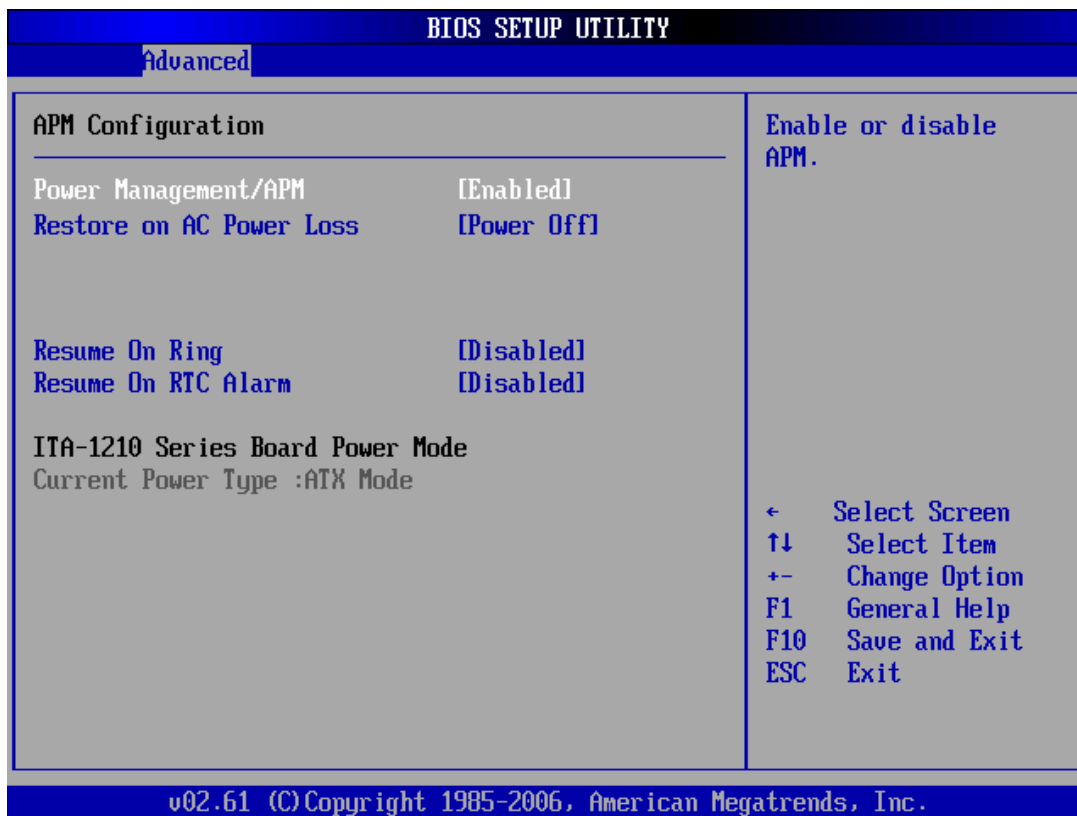 BIOS SETUP UTILITY
Advanced
APM Configuration
Power Management/APM [Enabled]
Restore on AC Power Loss [Power Off]
Resume On Ring [Disabled]
Resume On RTC Alarm [Disabled]
ITA-1210 Series Board Power Mode
Current Power Type :ATX Mode
Enable or disable
APM.
← Select Screen
↑↓ Select Item
+- Change Option
F1 General Help
F10 Save and Exit
ESC Exit
v02.61 (C)Copyright 1985-2006, American Megatrends, Inc.